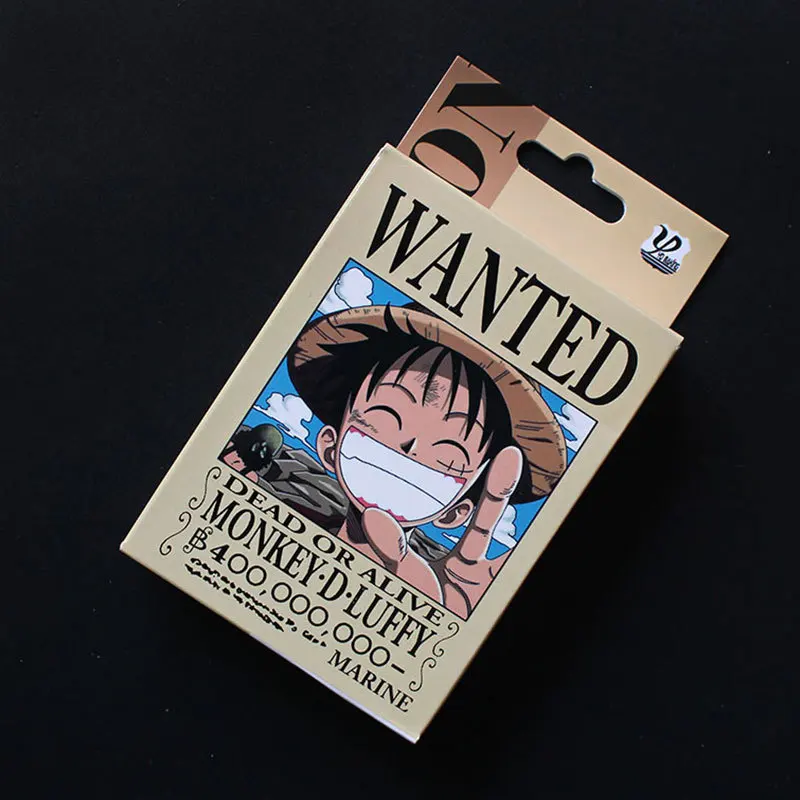 WANTED
DEAD OR ALIVE
MONKEY·D·LUFFY
฿400,000,000-
MARINE